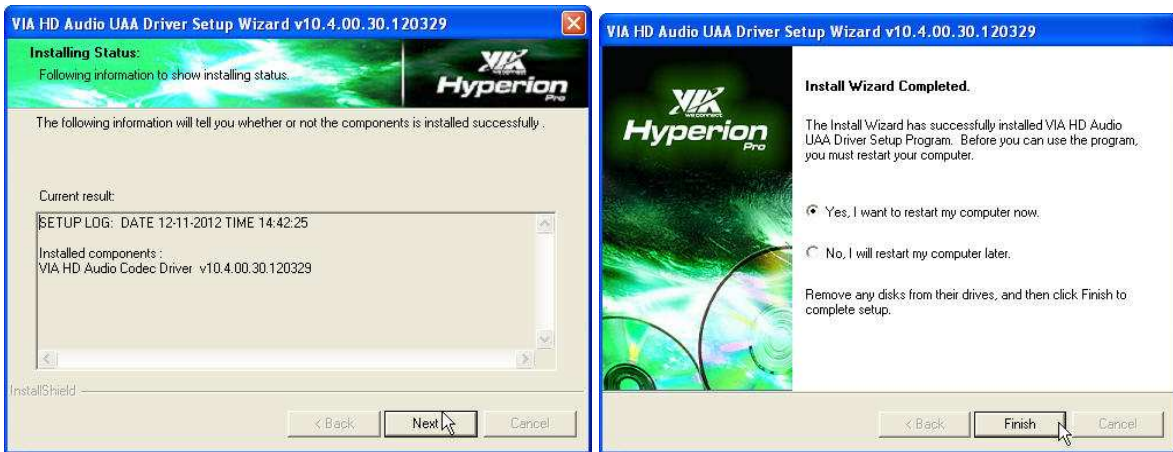 VIA HD Audio UAA Driver Setup Wizard v10.4.00.30.120329
Installing Status:
Following information to show installing status.
VIA
we connect
Hyperion
Pro
The following information will tell you whether or not the components is installed successfully .
Current result:
SETUP LOG: DATE 12-11-2012 TIME 14:42:25
Installed components :
VIA HD Audio Codec Driver v10.4.00.30.120329
InstallShield
< Back
Next
Cancel
VIA HD Audio UAA Driver Setup Wizard v10.4.00.30.120329
VIA
we connect
Hyperion
Pro
Install Wizard Completed.
The Install Wizard has successfully installed VIA HD Audio
UAA Driver Setup Program. Before you can use the program,
you must restart your computer.
Yes, I want to restart my computer now.
No, I will restart my computer later.
Remove any disks from their drives, and then click Finish to
complete setup.
< Back
Finish
Cancel